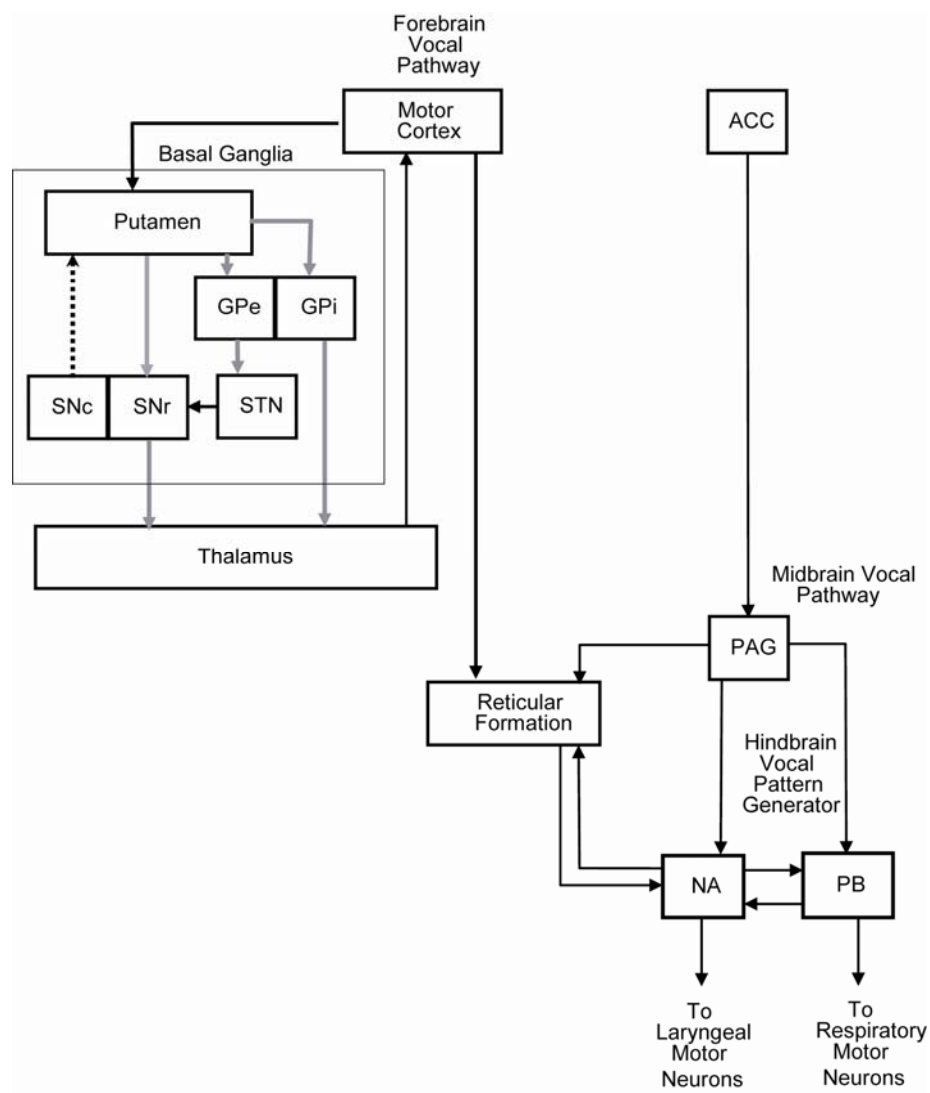 Forebrain
Vocal
Pathway
Motor
Cortex
ACC
Basal Ganglia
Putamen
GPe
GPi
SNc
SNr
STN
Thalamus
Midbrain Vocal
Pathway
PAG
Reticular
Formation
Hindbrain
Vocal
Pattern
Generator
NA
PB
To
Laryngeal
Motor
Neurons
To
Respiratory
Motor
Neurons